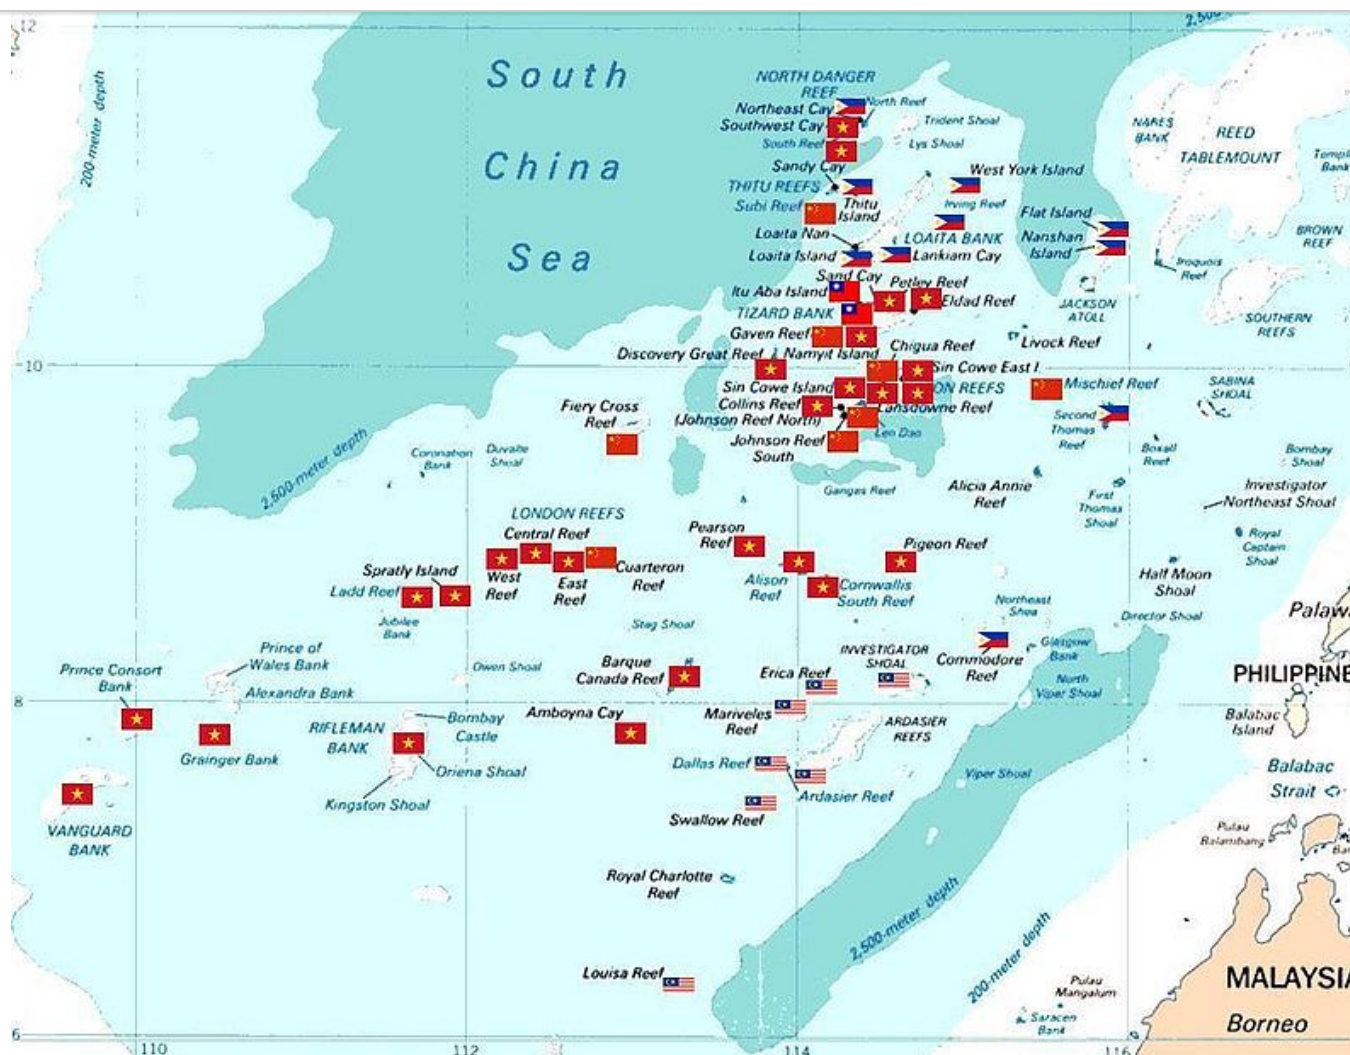 12
2,500
200-meter depth
South
China
Sea
NORTH DANGER
REEF
Northeast Cay
North Reef
Southwest Cay
Trident Shoal
South Reef
Lys Shoal
Sandy Cay
West York Island
THITU REEFS
Subi Reef
Thitu
Island
Irving Reef
Loaita Nan
LOAITA BANK
Loaita Island
Lankiam Cay
Flat Island
Nanshan
Island
NARES
BANK
REED
TABLEMOUNT
Templ
Bank
BROWN
REEF
Iroquois
Reef
SOUTHERN
REEFS
JACKSON
ATOLL
Sand Cay
Petley Reef
Itu Aba Island
Eldad Reef
TIZARD BANK
Gaven Reef
Chigua Reef
Livock Reef
Discovery Great Reef
Namyit Island
10
Sin Cowe East I
Sin Cowe Island
ON REEFS
Mischief Reef
SABINA
SHOAL
Collins Reef
(Johnson Reef North)
Lansdowne Reef
Len Dao
Johnson Reef
South
Second
Thomas
Reef
Fiery Cross
Reef
Boxall
Reef
Bombay
Shoal
Coronation
Bank
Duvalle
Shoal
2,500-meter depth
Ganges Reef
Alicia Annie
Reef
First
Thomas
Shoal
Investigator
Northeast Shoal
Royal
Captain
Shoal
LONDON REEFS
Central Reef
Pearson
Reef
Pigeon Reef
Spratly Island
Ladd Reef
West
Reef
East
Reef
Cuarteron
Reef
Alison
Reef
Cornwallis
South Reef
Half Moon
Shoal
Jubilee
Bank
Stag Shoal
Northeast
Shea
Director Shoal
Palaw
Prince of
Wales Bank
Prince Consort
Bank
Alexandra Bank
Owen Shoal
Barque
Canada Reef
Erica Reef
INVESTIGATOR
SHOAL
Commodore
Reef
Glasgow
Bank
North
Viper Shoal
PHILIPPINE
8
Grainger Bank
RIFLEMAN
BANK
Bombay
Castle
Oriena Shoal
Kingston Shoal
Amboyna Cay
Mariveles
Reef
ARDASIER
REEFS
Balabac
Island
Dallas Reef
Ardasier Reef
Viper Shoal
Balabac
Strait
VANGUARD
BANK
Swallow Reef
Pulau
Balambang
Ban
Royal Charlotte
Reef
2,500-meter depth
200-meter depth
Louisa Reef
Pulau
Mangalum
Saracen
Bank
MALAYSIA
Borneo
6
110
112
114
116